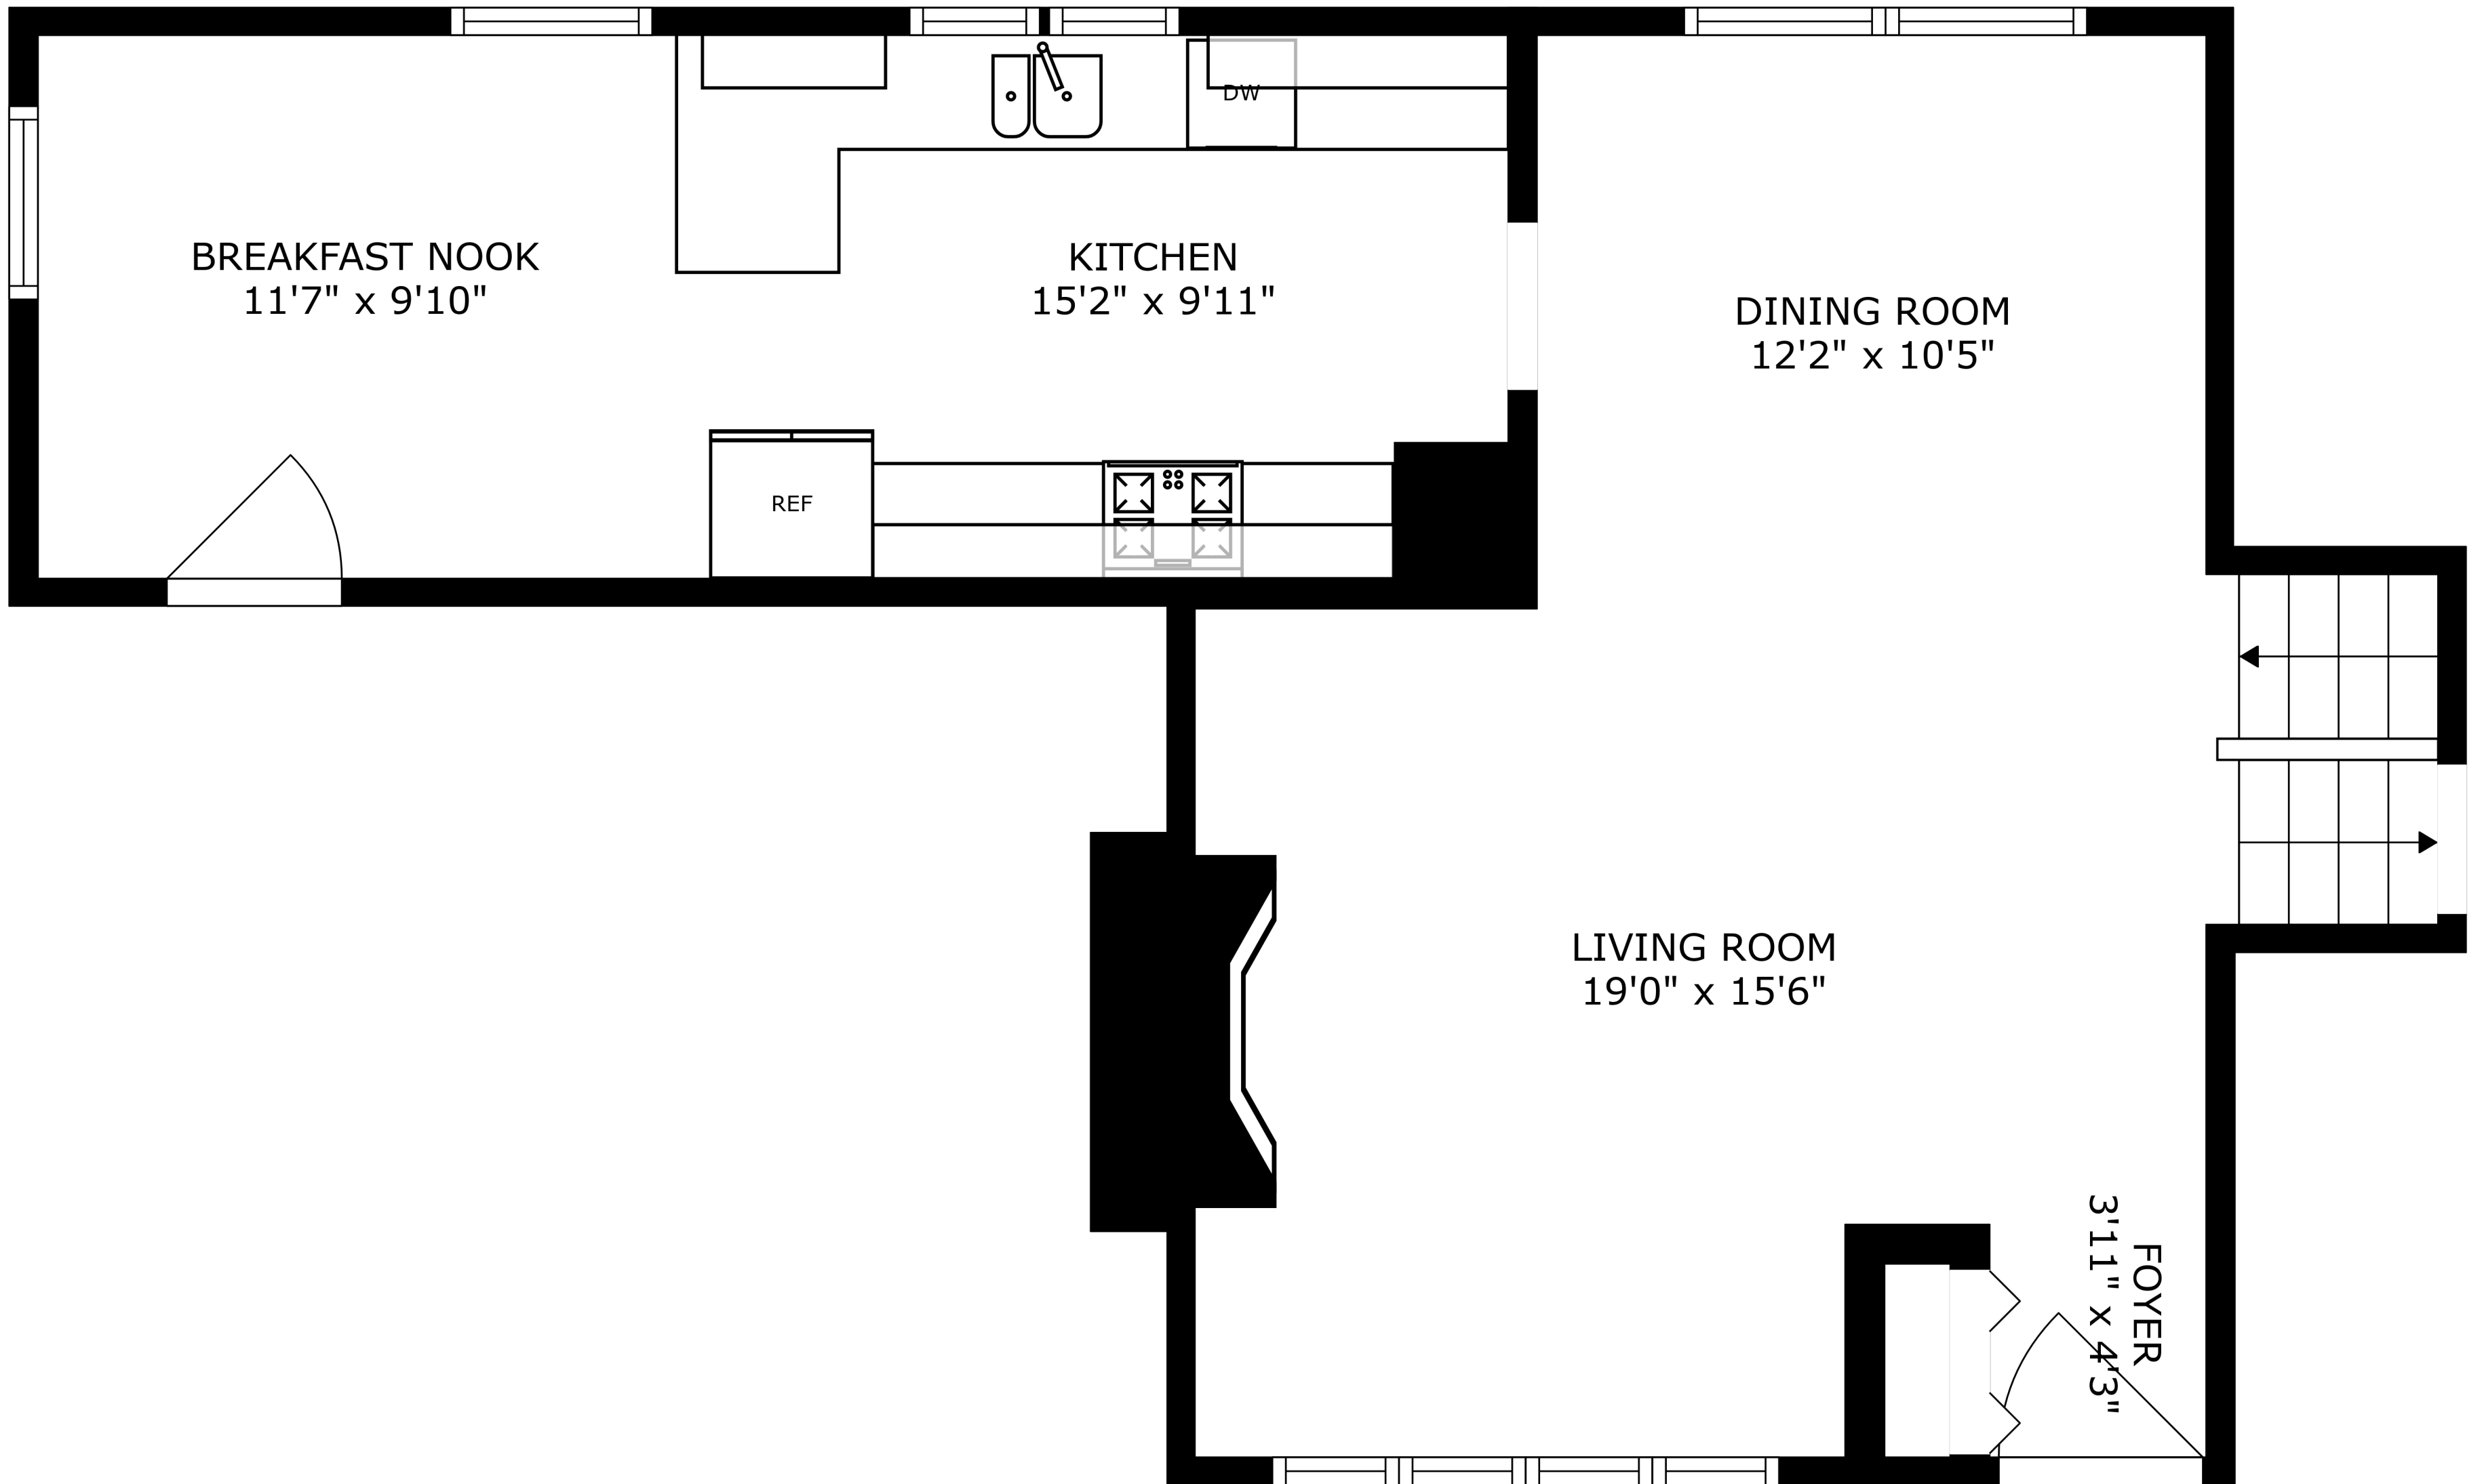 DW
BREAKFAST NOOK
11'7" x 9'10"
KITCHEN
15'2" x 9'11"
DINING ROOM
12'2" x 10'5"
REF
LIVING ROOM
19'0" x 15'6"
FOYER
3'11" x 4'3"